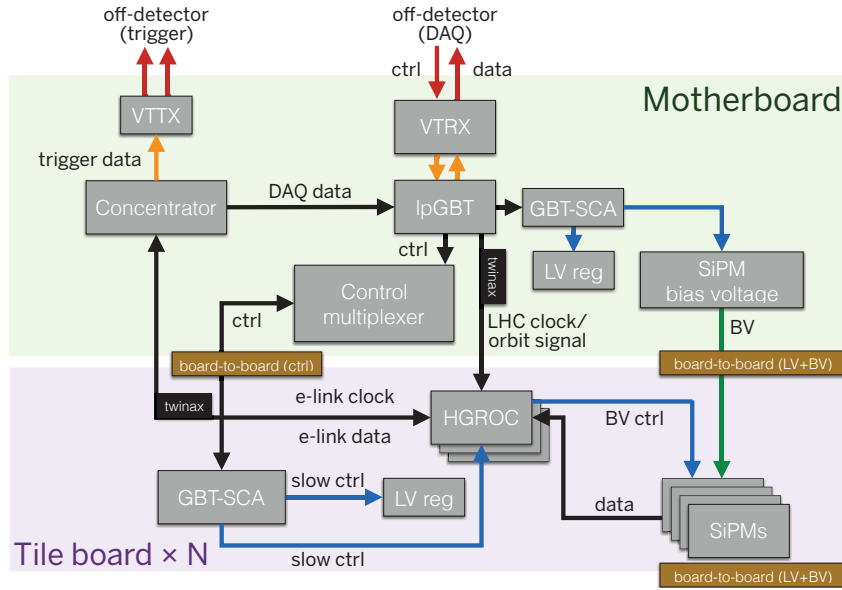 off-detector
(trigger)
off-detector
(DAQ)
ctrl
data
Motherboard
VTTX
VTRX
trigger data
Concentrator
DAQ data
lpGBT
GBT-SCA
ctrl
twinax
LV reg
SiPM
bias voltage
Control
multiplexer
ctrl
LHC clock/
orbit signal
BV
board-to-board (ctrl)
board-to-board (LV+BV)
twinax
e-link clock
e-link data
HGROC
BV ctrl
GBT-SCA
slow ctrl
LV reg
data
SiPMs
slow ctrl
Tile board × N
board-to-board (LV+BV)